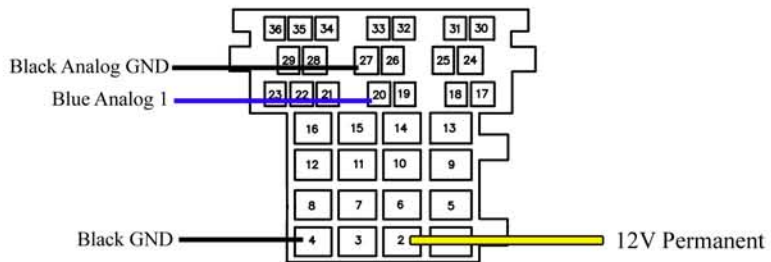 36 35 34 33 32 31 30
Black Analog GND 29 28 27 26 25 24
Blue Analog 1 23 22 21 20 19 18 17
16 15 14 13
12 11 10 9
8 7 6 5
Black GND 4 3 2 12V Permanent